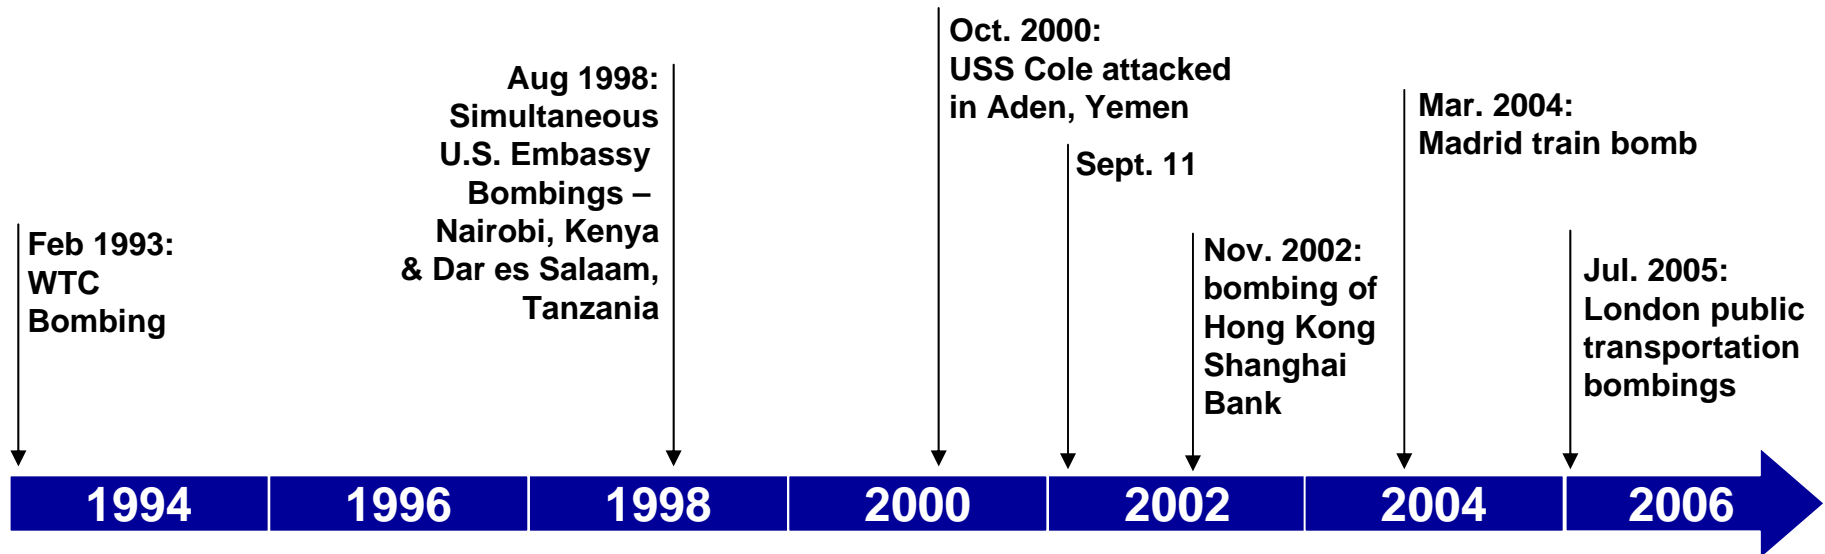 Feb 1993:
WTC
Bombing
Aug 1998:
Simultaneous
U.S. Embassy
Bombings –
Nairobi, Kenya
& Dar es Salaam,
Tanzania
Oct. 2000:
USS Cole attacked
in Aden, Yemen
Sept. 11
Nov. 2002:
bombing of
Hong Kong
Shanghai
Bank
Mar. 2004:
Madrid train bomb
Jul. 2005:
London public
transportation
bombings
1994 1996 1998 2000 2002 2004 2006